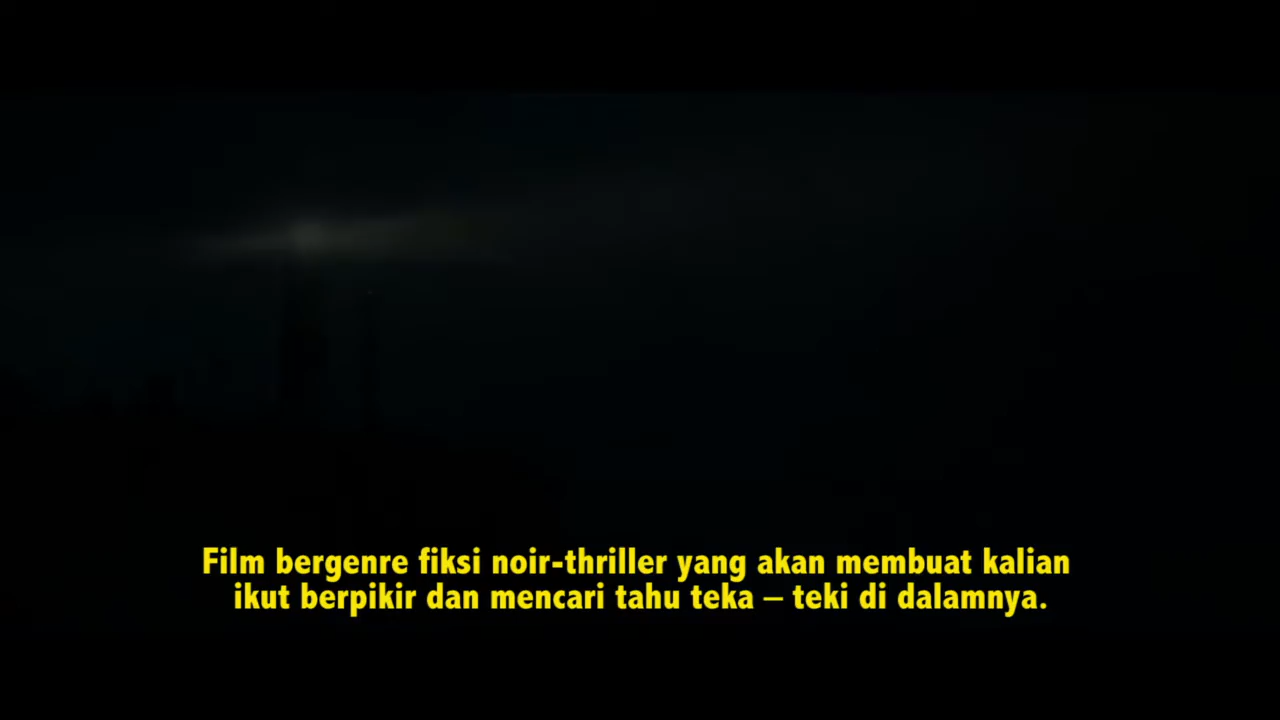 Film bergenre fiksi noir-thriller yang akan membuat kalian
ikut berpikir dan mencari tahu teka – teki di dalamnya.